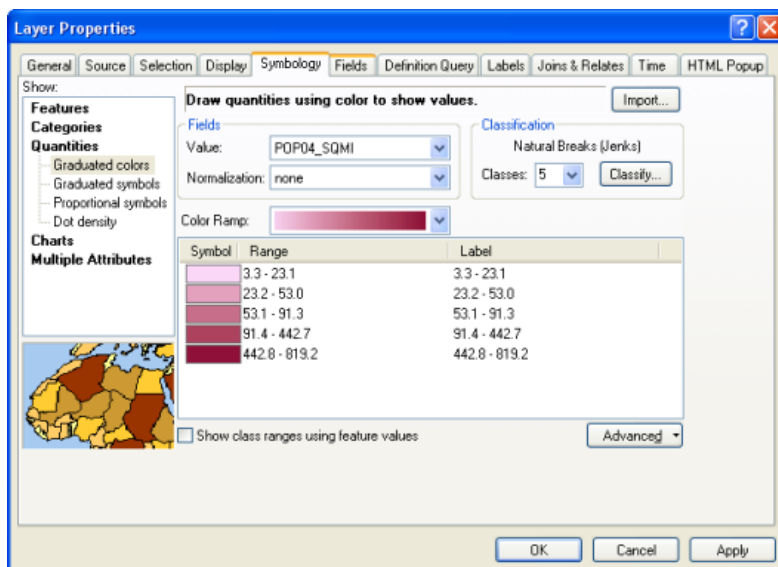 Layer Properties
General Source Selection Display Symbology Fields Definition Query Labels Joins & Relates Time HTML Popup
Show:
Features
Categories
Quantities
Graduated colors
Graduated symbols
Proportional symbols
Dot density
Charts
Multiple Attributes
Draw quantities using color to show values.
Import...
Fields
Value: POP04_SQMI
Normalization: none
Classification
Natural Breaks (Jenks)
Classes: 5 Classify...
Color Ramp:
Symbol Range Label
3.3 - 23.1 3.3 - 23.1
23.2 - 53.0 23.2 - 53.0
53.1 - 91.3 53.1 - 91.3
91.4 - 442.7 91.4 - 442.7
442.8 - 819.2 442.8 - 819.2
Show class ranges using feature values
Advanced
OK Cancel Apply